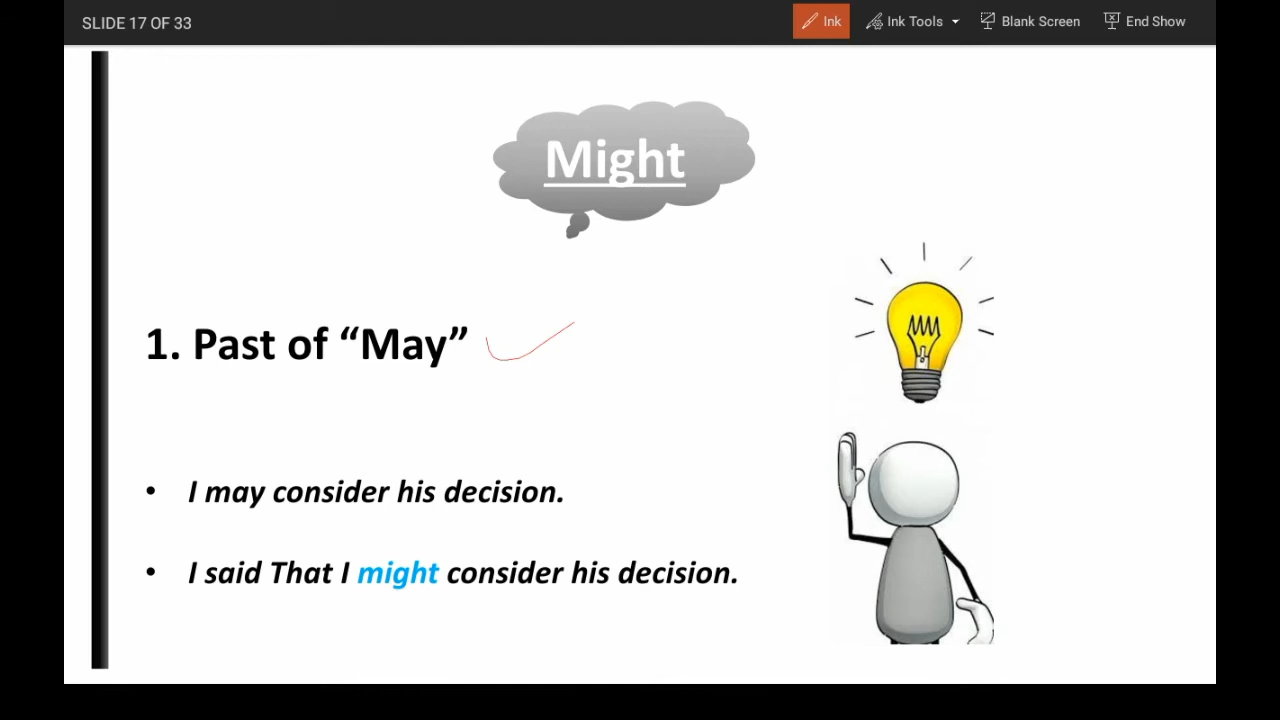 SLIDE 17 OF 33
Ink
Ink Tools
Blank Screen
End Show
Might
1. Past of “May”
• I may consider his decision.
• I said That I might consider his decision.